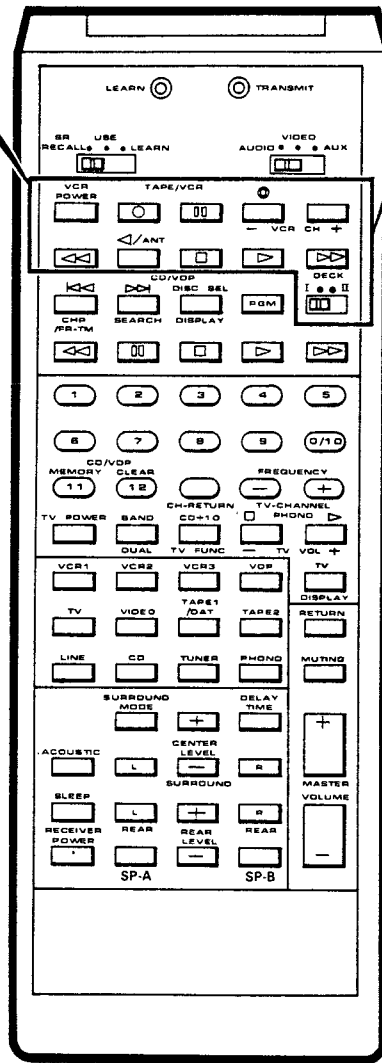 LEARN TRANSMIT
SR USE VIDEO
RECALL LEARN AUDIO AUX
VCR POWER TAPE/VCR
− VCR CH +
◁/ANT
DECK
CD/VDP
I II
DISC SEL
PGM
CHP /FR-TM SEARCH DISPLAY
1 2 3 4 5
6 7 8 9 0/10
CD/VDP
MEMORY CLEAR FREQUENCY
11 12 − +
CH-RETURN TV-CHANNEL
TV POWER BAND CD+10 PHONO
DUAL TV FUNC − TV VOL +
VCR1 VCR2 VCR3 VDP TV
DISPLAY
TV VIDEO TAPE1 /DAT TAPE2 RETURN
LINE CD TUNER PHONO MUTING
SURROUND MODE + DELAY TIME
+
CENTER LEVEL
ACOUSTIC L − R
SURROUND MASTER VOLUME
SLEEP L + R
RECEIVER POWER REAR REAR LEVEL REAR
− −
SP-A SP-B